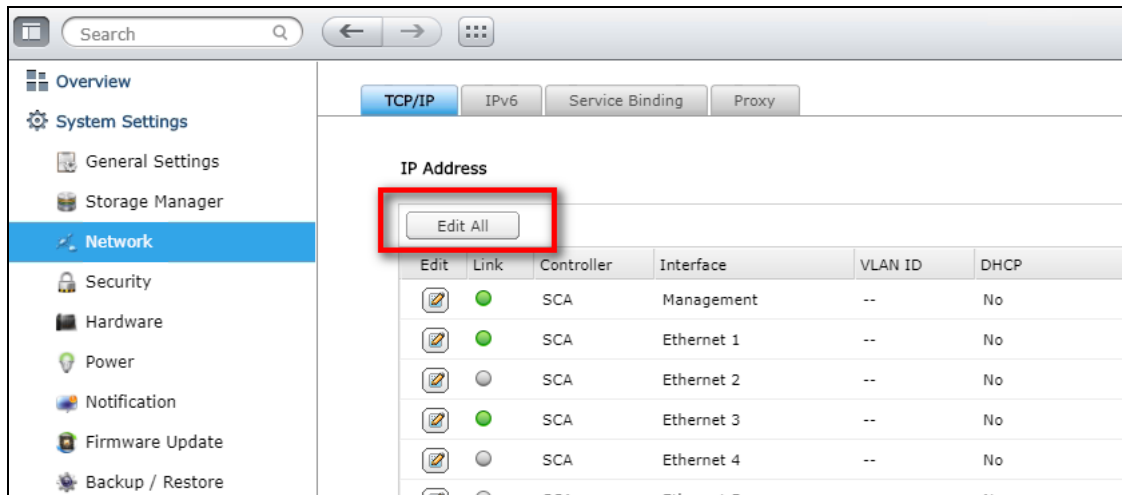 Search
Overview
System Settings
General Settings
Storage Manager
Network
Security
Hardware
Power
Notification
Firmware Update
Backup / Restore
TCP/IP IPv6 Service Binding Proxy
IP Address
Edit All
Edit Link Controller Interface VLAN ID DHCP
SCA Management -- No
SCA Ethernet 1 -- No
SCA Ethernet 2 -- No
SCA Ethernet 3 -- No
SCA Ethernet 4 -- No